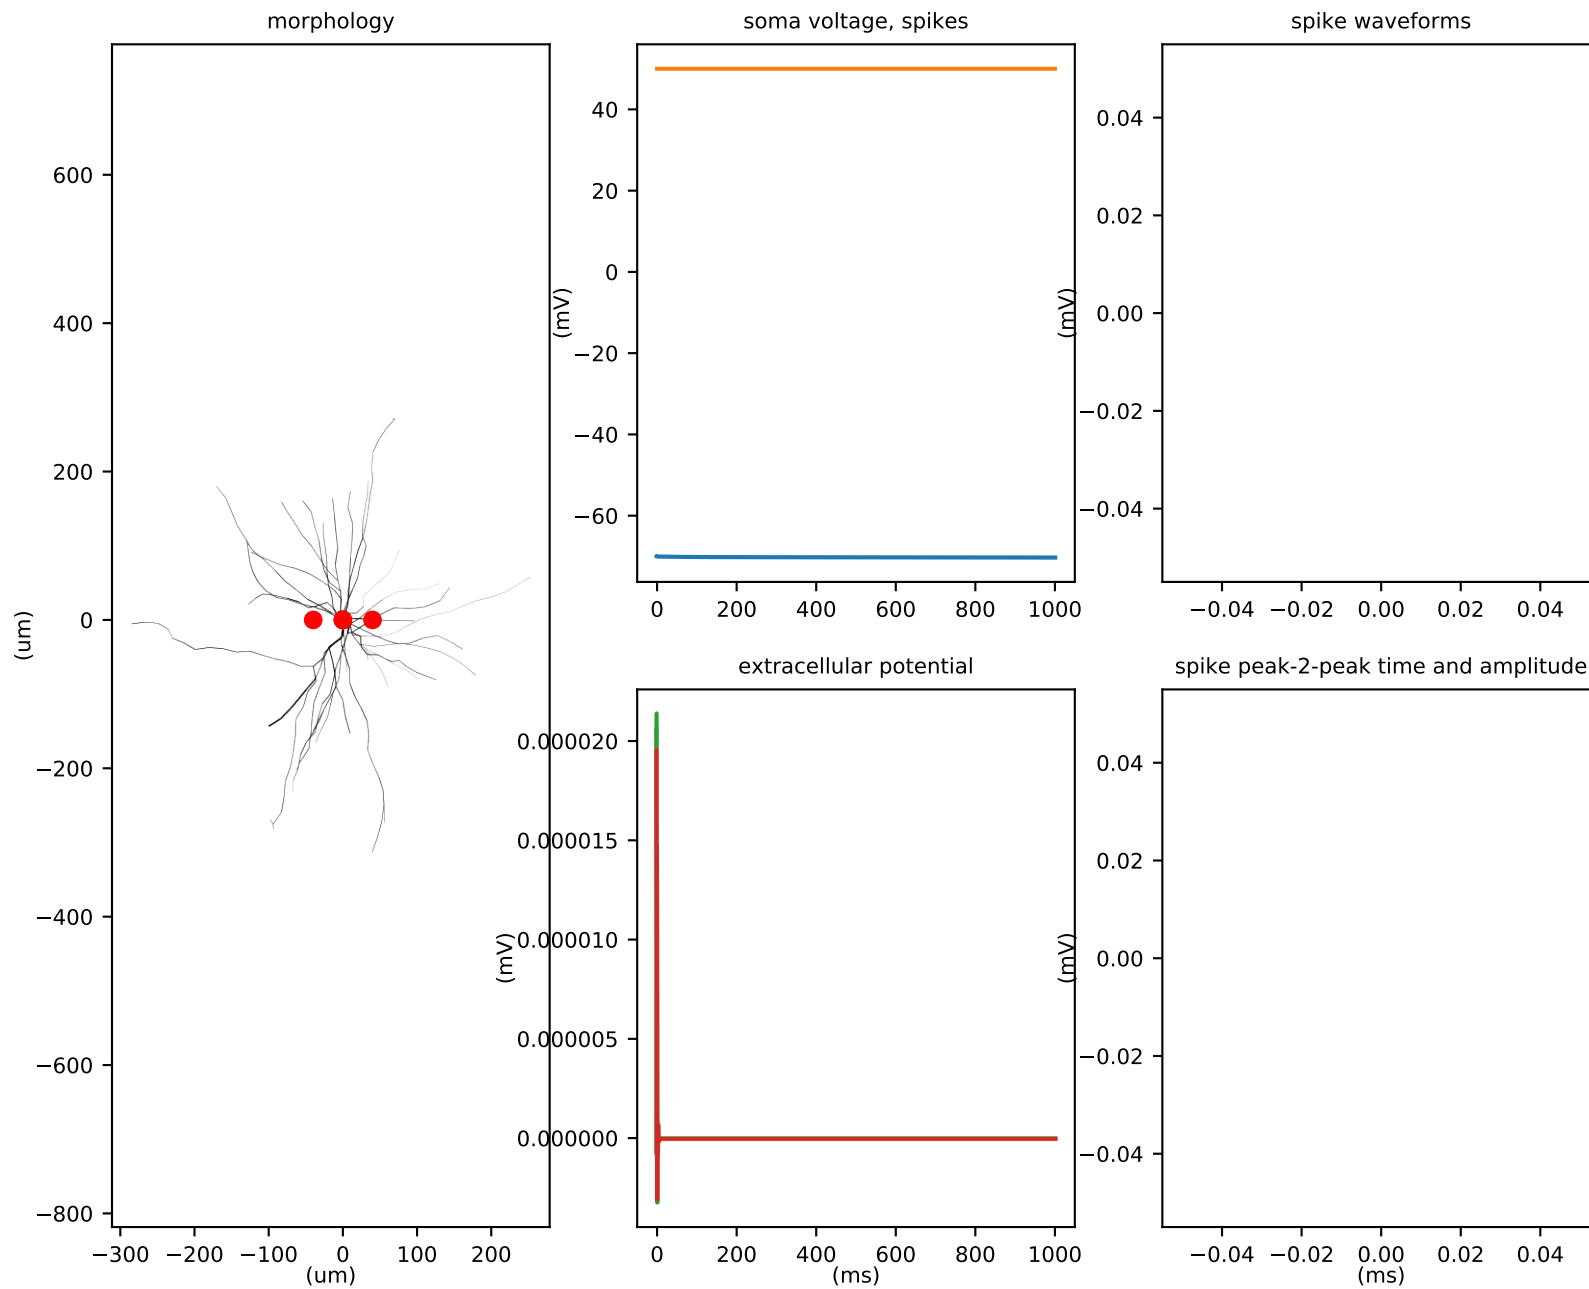 morphology
600
400
200
0
−200
−400
−600
−800
(um)
−300 −200 −100 0 100 200
(um)
soma voltage, spikes
40
20
0
−20
−40
−60
(mV)
0 200 400 600 800 1000
spike waveforms
0.04
0.02
0.00
−0.02
−0.04
(mV)
−0.04 −0.02 0.00 0.02 0.04
extracellular potential
0.000020
0.000015
0.000010
0.000005
0.000000
(mV)
0 200 400 600 800 1000
(ms)
spike peak-2-peak time and amplitude
0.04
0.02
0.00
−0.02
−0.04
(mV)
−0.04 −0.02 0.00 0.02 0.04
(ms)